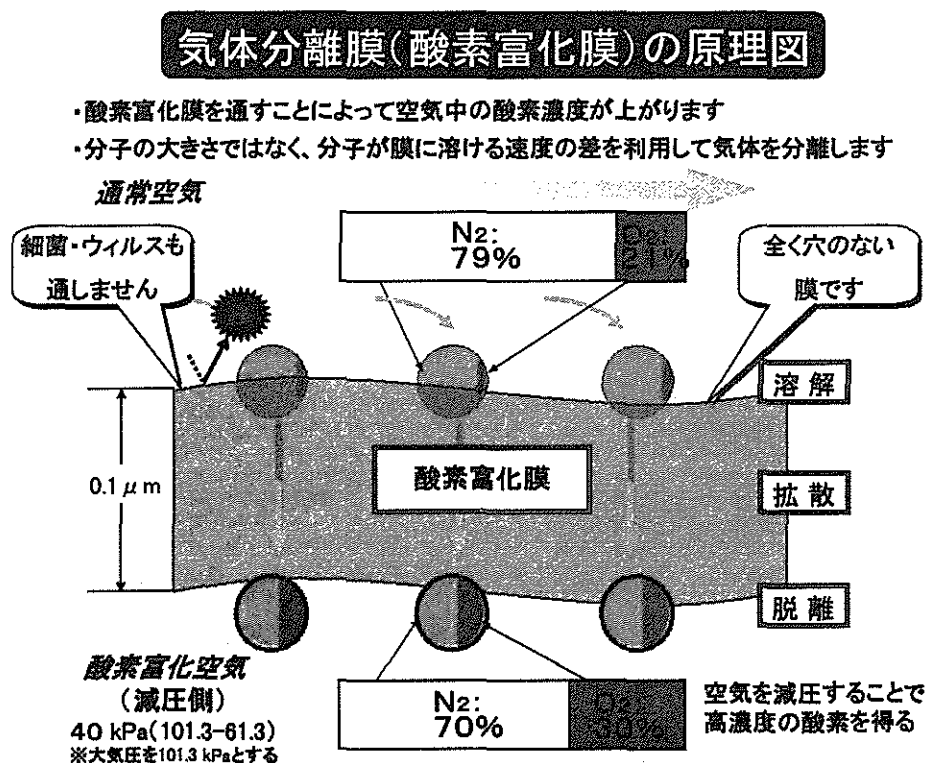 気体分離膜(酸素富化膜)の原理図
・酸素富化膜を通すことによって空気中の酸素濃度が上がります
・分子の大きさではなく、分子が膜に溶ける速度の差を利用して気体を分離します
通常空気
細菌・ウィルスも
通しません
N2:
79%
O2:
21%
全く穴のない
膜です
溶解
0.1μm
酸素富化膜
拡散
脱離
酸素富化空気
(減圧側)
40 kPa(101.3-61.3)
※大気圧を101.3 kPaとする
N2:
70%
O2:
30%
空気を減圧することで
高濃度の酸素を得る